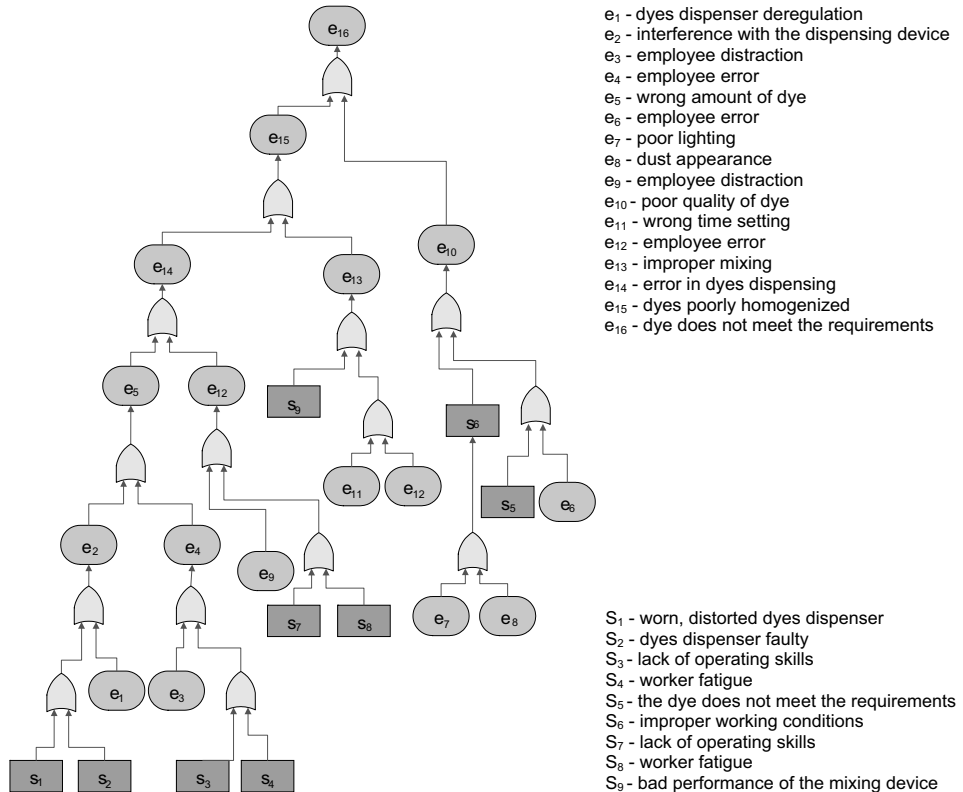 e16
e15
e14
e13
e10
e5
e12
s9
s6
e11
e12
s5
e6
e2
e4
e9
s7
s8
e7
e8
e1
e3
s1
s2
s3
s4
e1 - dyes dispenser deregulation
e2 - interference with the dispensing device
e3 - employee distraction
e4 - employee error
e5 - wrong amount of dye
e6 - employee error
e7 - poor lighting
e8 - dust appearance
e9 - employee distraction
e10 - poor quality of dye
e11 - wrong time setting
e12 - employee error
e13 - improper mixing
e14 - error in dyes dispensing
e15 - dyes poorly homogenized
e16 - dye does not meet the requirements
S1 - worn, distorted dyes dispenser
S2 - dyes dispenser faulty
S3 - lack of operating skills
S4 - worker fatigue
S5 - the dye does not meet the requirements
S6 - improper working conditions
S7 - lack of operating skills
S8 - worker fatigue
S9 - bad performance of the mixing device